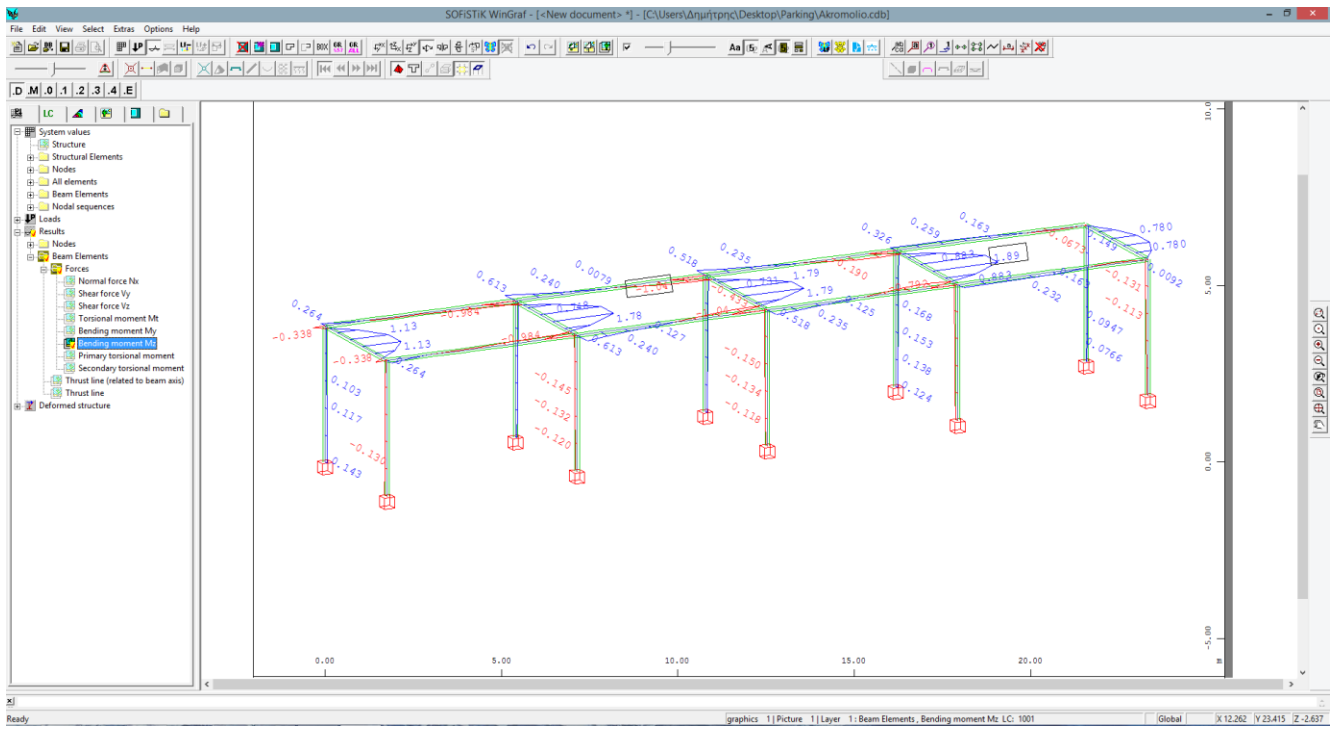 SOFiSTiK WinGraf - [<New document> *] - [C:\Users\Δημήτρης\Desktop\Parking\Akromolio.cdb]
File Edit View Select Extras Options Help
.D .M .0 .1 .2 .3 .4 .E
LC
System values
Structure
Structural Elements
Nodes
All elements
Beam Elements
Nodal sequences
Loads
Results
Nodes
Beam Elements
Forces
Normal force Nx
Shear force Vy
Shear force Vz
Torsional moment Mt
Bending moment My
Bending moment Mz
Primary torsional moment
Secondary torsional moment
Thrust line (related to beam axis)
Thrust line
Deformed structure
10.0
0.163
0.259
0.326
0.780
0.149
0.780
-0.0673
0.235
0.518
0.883
1.89
0.0092
0.0079
0.240
0.613
1.79
-0.190
0.883
0.163
-0.131
5.00
-1.04
0.232
-0.113
0.264
0.748
1.79
0.125
0.168
1.13
-0.984
1.78
0.518
0.235
0.0947
-0.338
-0.984
0.127
0.153
1.13
0.613
0.240
0.0766
-0.338
0.264
-0.150
0.138
0.103
-0.145
-0.134
0.124
0.117
-0.132
-0.118
-0.130
-0.120
0.143
0.00
-5.00
0.00 5.00 10.00 15.00 20.00 m
Ready graphics 1 | Picture 1 | Layer 1 : Beam Elements , Bending moment Mz LC: 1001 Global X 12.262 Y 23.415 Z -2.637